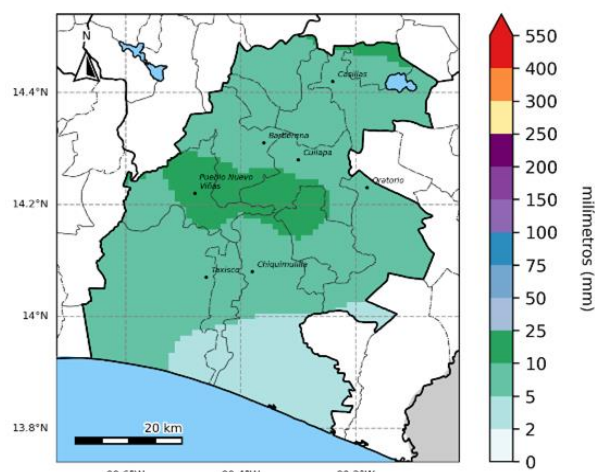 N
14.4°N
14.2°N
14°N
13.8°N
Casillas
Barberena
Cuilapa
Pueblo Nuevo
Viñas
Oratorio
Taxisco
Chiquimulilla
20 km
550
400
300
250
200
150
100
75
50
25
10
5
2
0
milímetros (mm)